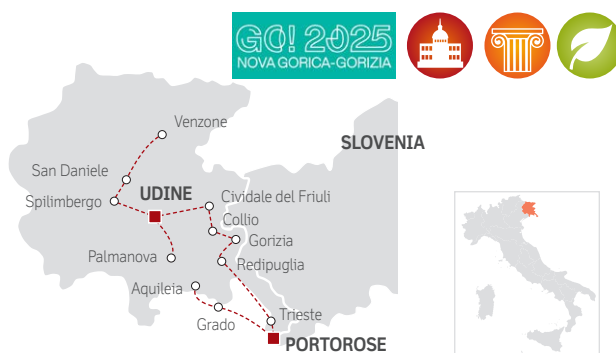 GO! 2025
NOVA GORICA-GORIZIA
Venzone
SLOVENIA
San Daniele
UDINE
Cividale del Friuli
Spilimbergo
Collio
Gorizia
Palmanova
Redipuglia
Aquileia
Trieste
Grado
PORTOROSE